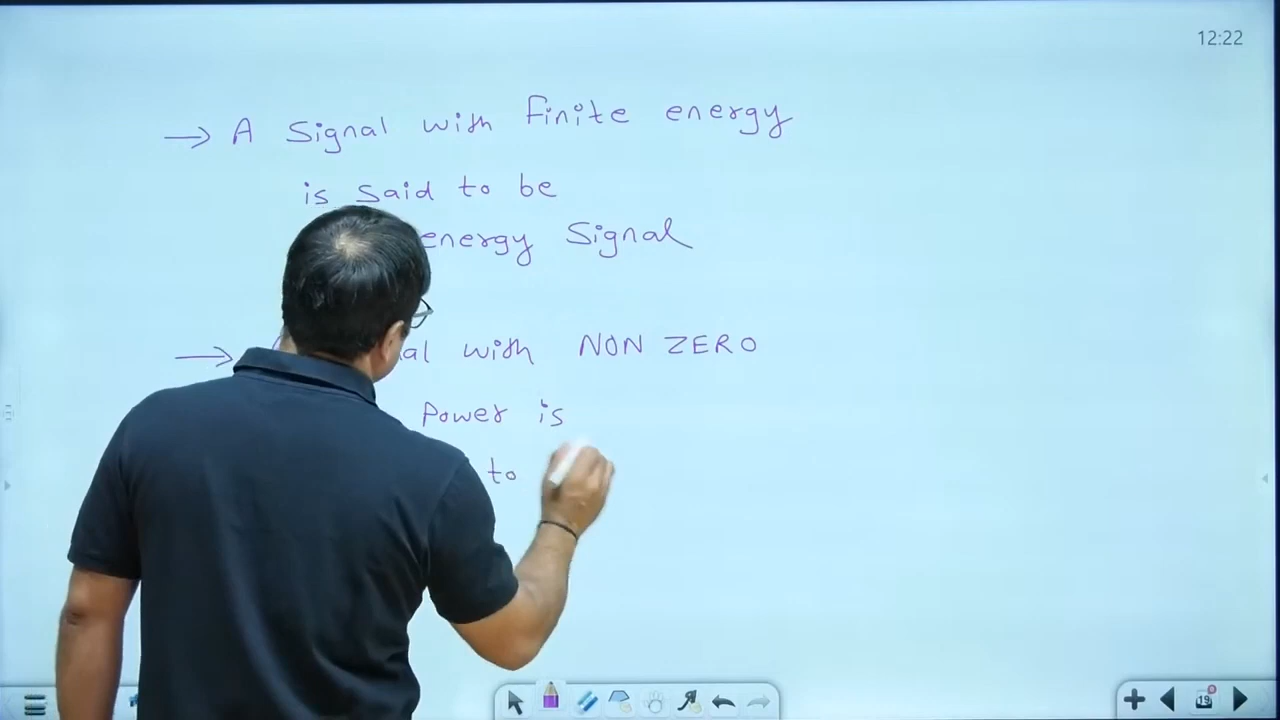 12:22
→ A Signal with finite energy
is said to be
energy Signal
→ al with NON ZERO
Power is
to
19